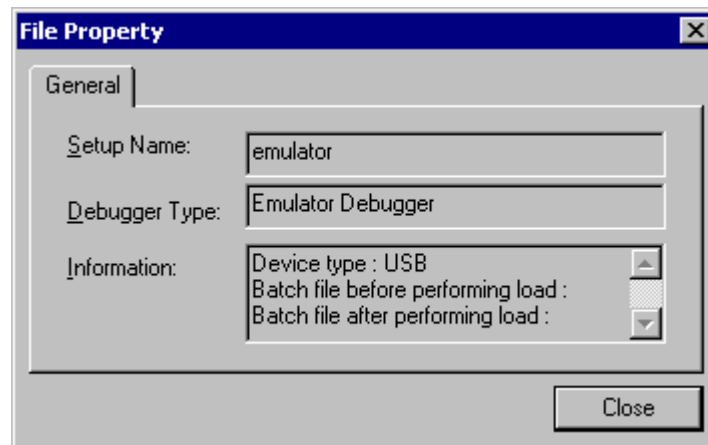 File Property
General
Setup Name:
emulator
Debugger Type:
Emulator Debugger
Information:
Device type : USB
Batch file before performing load :
Batch file after performing load :
Close